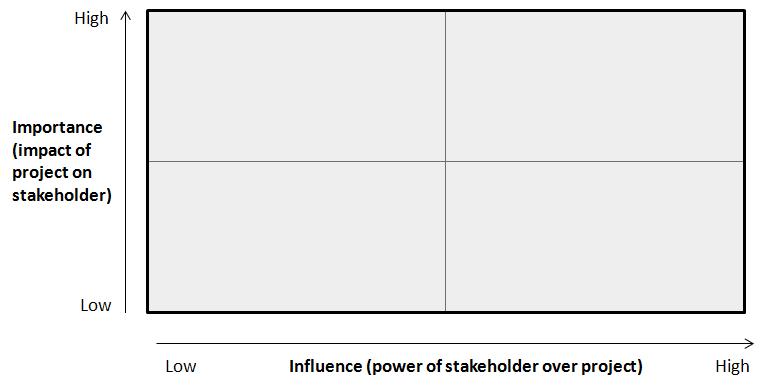 High
Importance
(impact of
project on
stakeholder)
Low
Low Influence (power of stakeholder over project) High